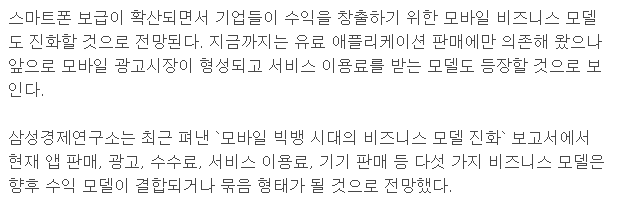 스마트폰 보급이 확산되면서 기업들이 수익을 창출하기 위한 모바일 비즈니스 모델
도 진화할 것으로 전망된다. 지금까지는 유료 애플리케이션 판매에만 의존해 왔으나
앞으로 모바일 광고시장이 형성되고 서비스 이용료를 받는 모델도 등장할 것으로 보
인다.
삼성경제연구소는 최근 펴낸 `모바일 빅뱅 시대의 비즈니스 모델 진화` 보고서에서
현재 앱 판매, 광고, 수수료, 서비스 이용료, 기기 판매 등 다섯 가지 비즈니스 모델은
향후 수익 모델이 결합되거나 묶음 형태가 될 것으로 전망했다.